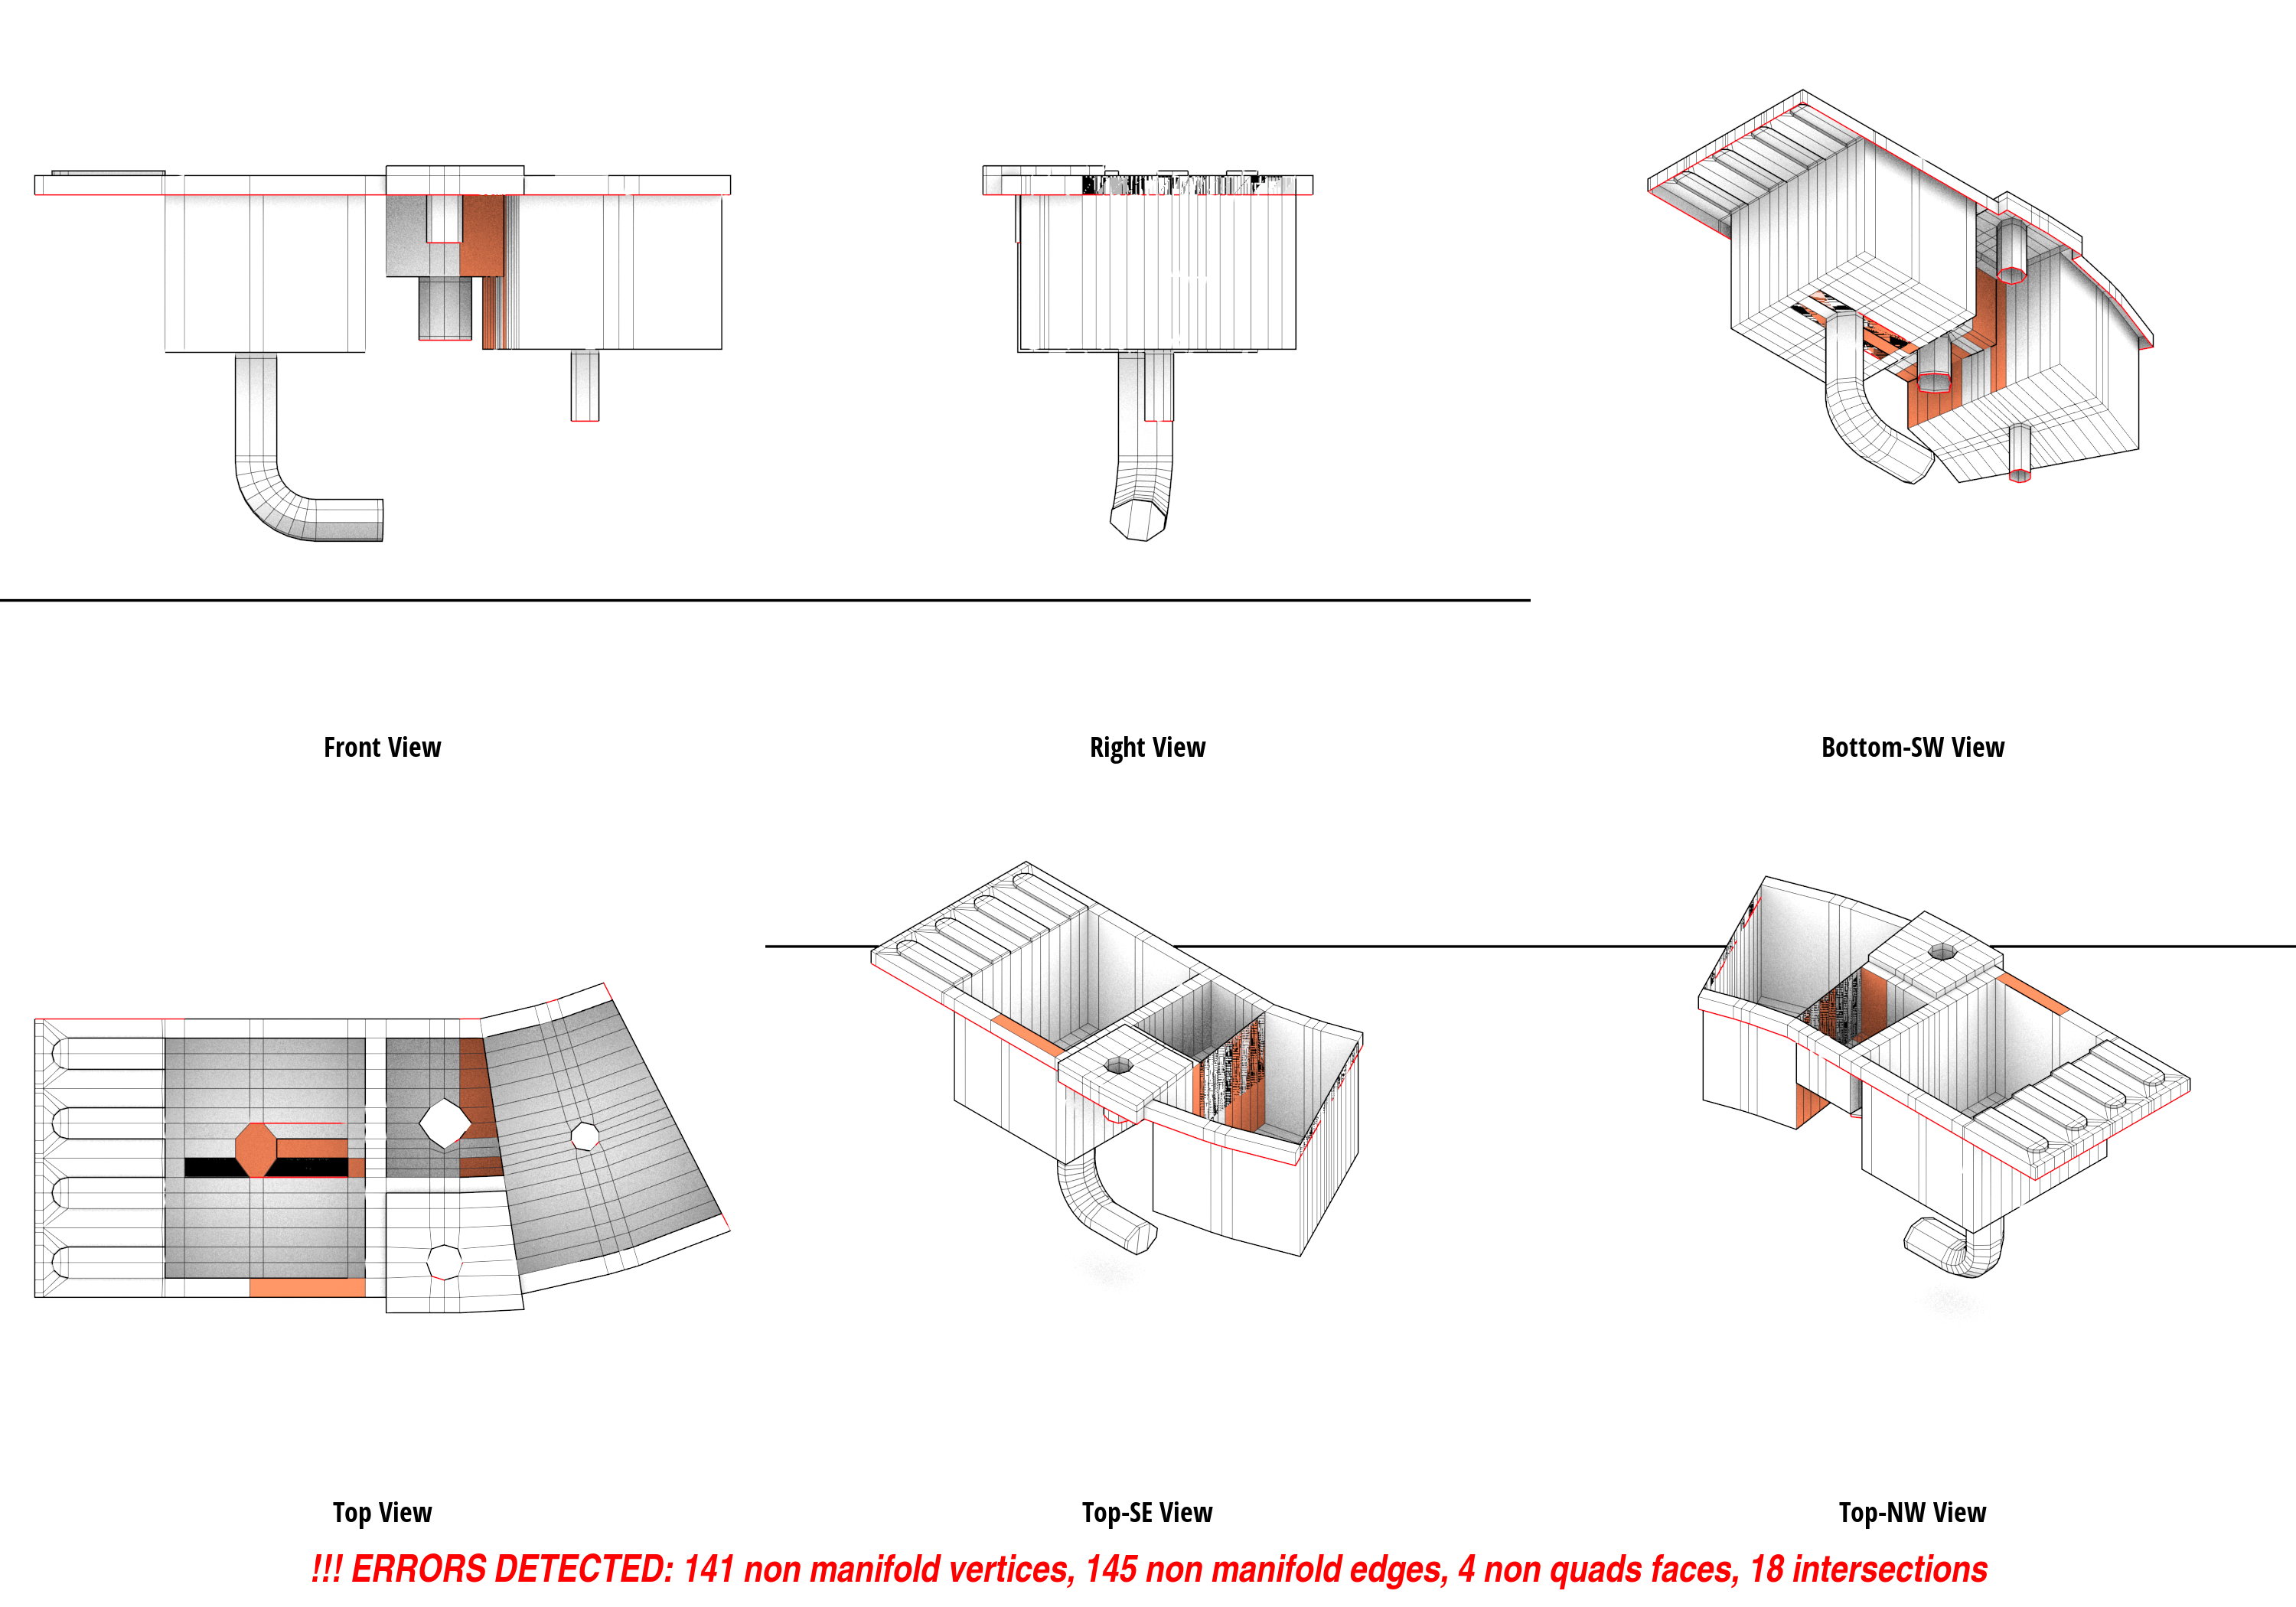 Front View
Right View
Bottom-SW View
Top View
Top-SE View
Top-NW View
!!! ERRORS DETECTED: 141 non manifold vertices, 145 non manifold edges, 4 non quads faces, 18 intersections